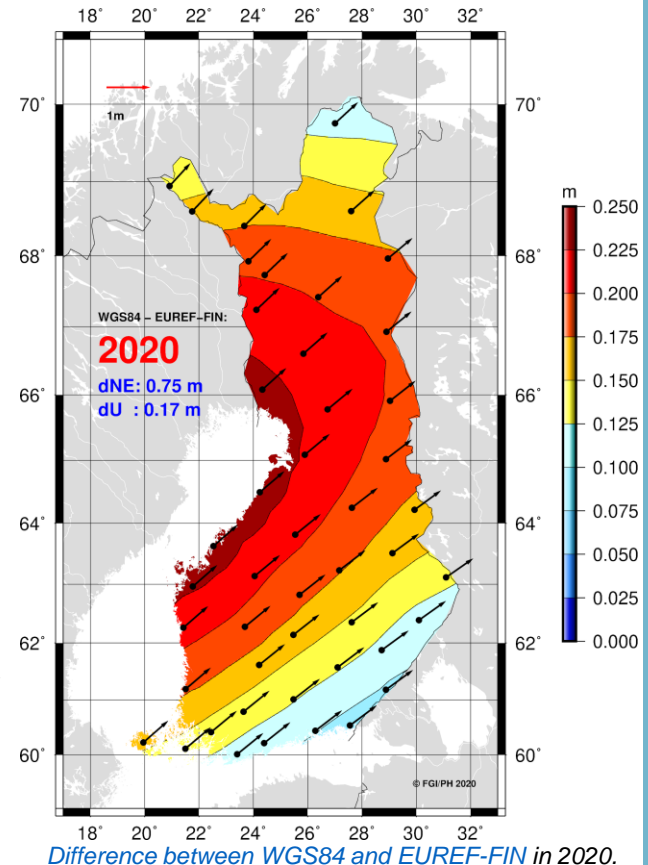 18° 20° 22° 24° 26° 28° 30° 32°
70° 70°
1m
m
0.250
0.225
68° 68°
0.200
WGS84 – EUREF–FIN:
0.175
2020
dNE: 0.75 m
0.150
66° 66°
dU : 0.17 m
0.125
0.100
64° 64°
0.075
0.050
0.025
62° 62°
0.000
60° 60°
© FGI/PH 2020
18° 20° 22° 24° 26° 28° 30° 32°
Difference between WGS84 and EUREF-FIN in 2020.